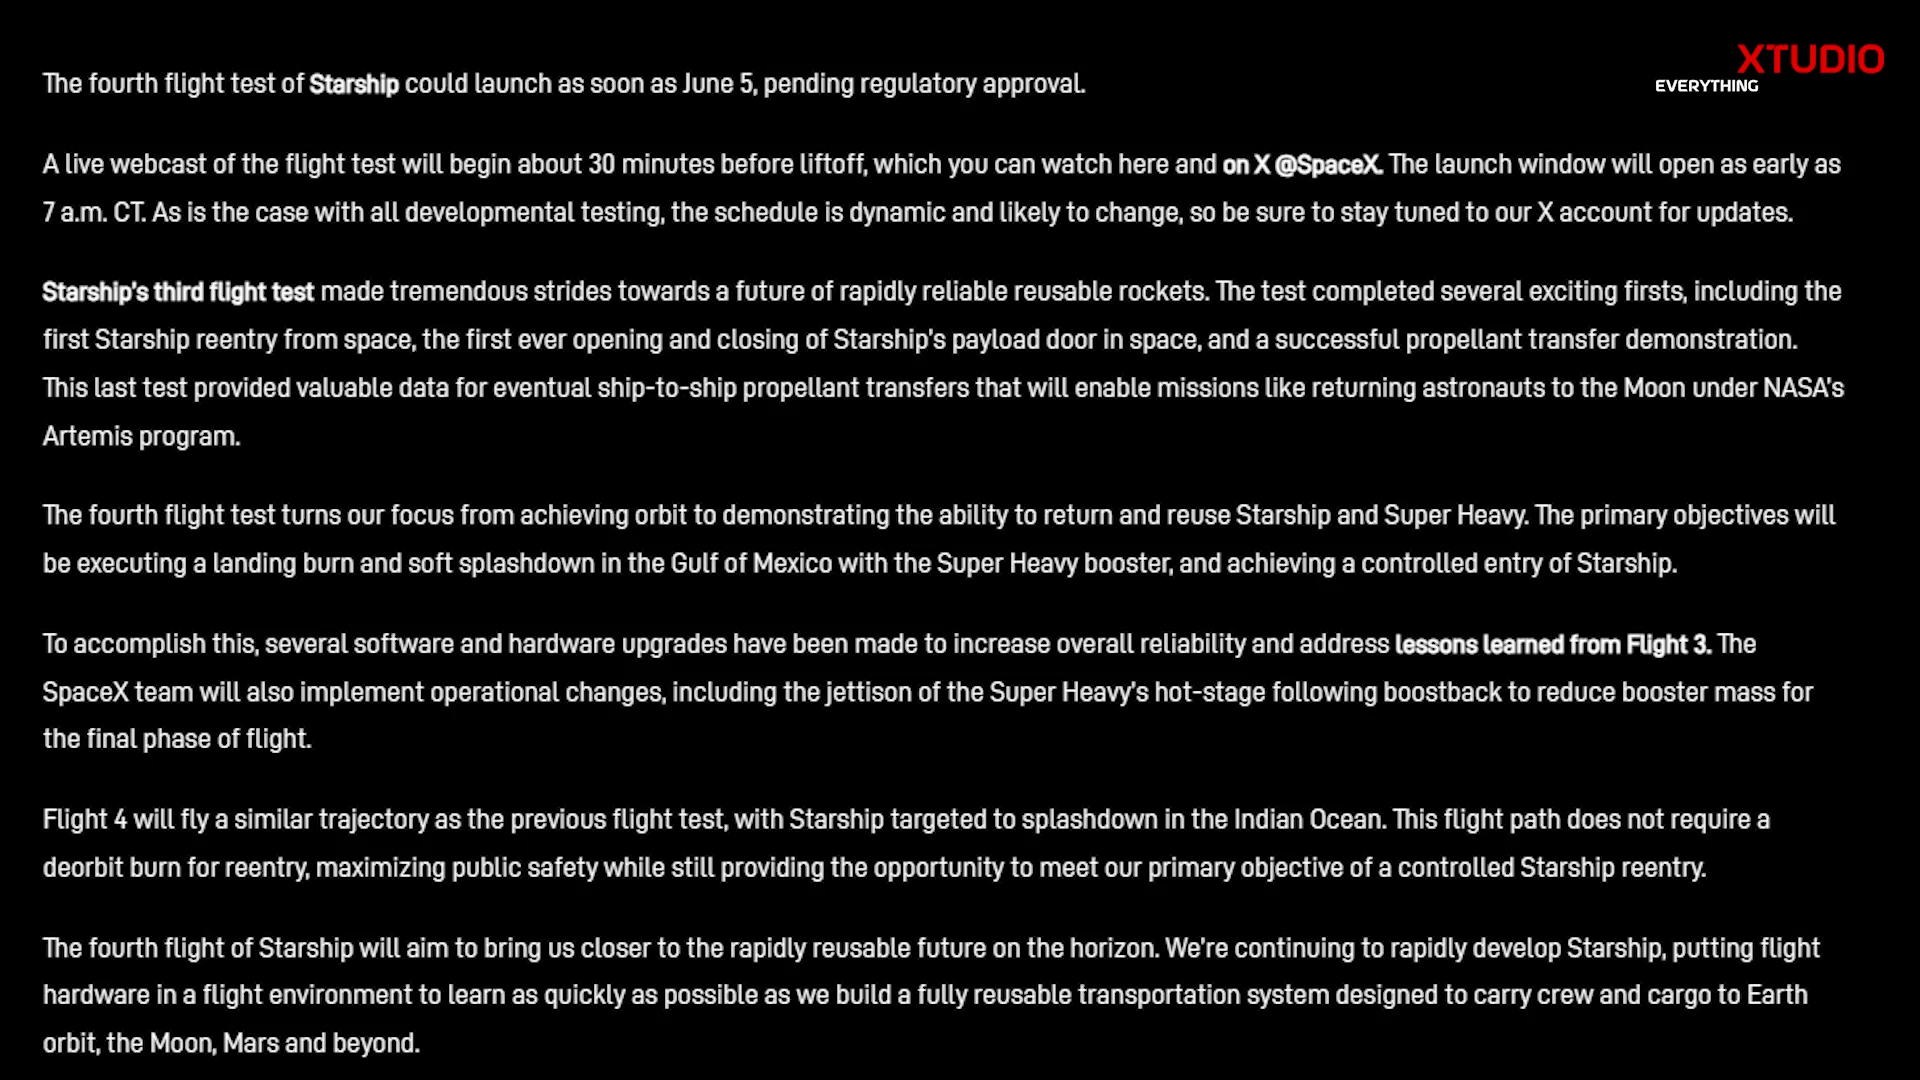 XTUDIO
EVERYTHING
The fourth flight test of Starship could launch as soon as June 5, pending regulatory approval.
A live webcast of the flight test will begin about 30 minutes before liftoff, which you can watch here and on X @SpaceX. The launch window will open as early as
7 a.m. CT. As is the case with all developmental testing, the schedule is dynamic and likely to change, so be sure to stay tuned to our X account for updates.
Starship's third flight test made tremendous strides towards a future of rapidly reliable reusable rockets. The test completed several exciting firsts, including the
first Starship reentry from space, the first ever opening and closing of Starship's payload door in space, and a successful propellant transfer demonstration.
This last test provided valuable data for eventual ship-to-ship propellant transfers that will enable missions like returning astronauts to the Moon under NASA's
Artemis program.
The fourth flight test turns our focus from achieving orbit to demonstrating the ability to return and reuse Starship and Super Heavy. The primary objectives will
be executing a landing burn and soft splashdown in the Gulf of Mexico with the Super Heavy booster, and achieving a controlled entry of Starship.
To accomplish this, several software and hardware upgrades have been made to increase overall reliability and address lessons learned from Flight 3. The
SpaceX team will also implement operational changes, including the jettison of the Super Heavy's hot-stage following boostback to reduce booster mass for
the final phase of flight.
Flight 4 will fly a similar trajectory as the previous flight test, with Starship targeted to splashdown in the Indian Ocean. This flight path does not require a
deorbit burn for reentry, maximizing public safety while still providing the opportunity to meet our primary objective of a controlled Starship reentry.
The fourth flight of Starship will aim to bring us closer to the rapidly reusable future on the horizon. We're continuing to rapidly develop Starship, putting flight
hardware in a flight environment to learn as quickly as possible as we build a fully reusable transportation system designed to carry crew and cargo to Earth
orbit, the Moon, Mars and beyond.